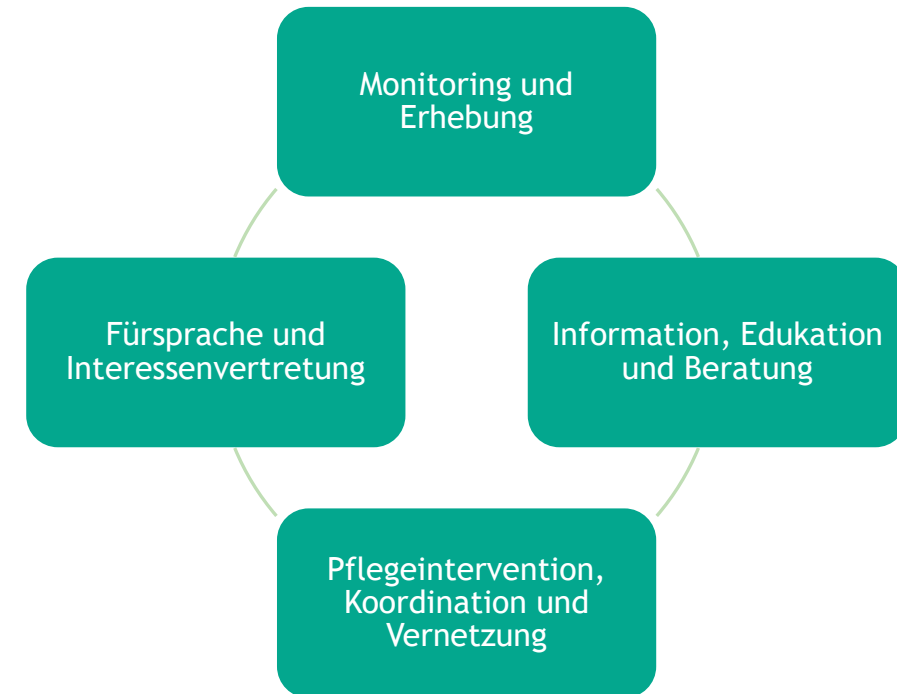 Monitoring und
Erhebung
Fürsprache und
Interessenvertretung
Information, Edukation
und Beratung
Pflegeintervention,
Koordination und
Vernetzung